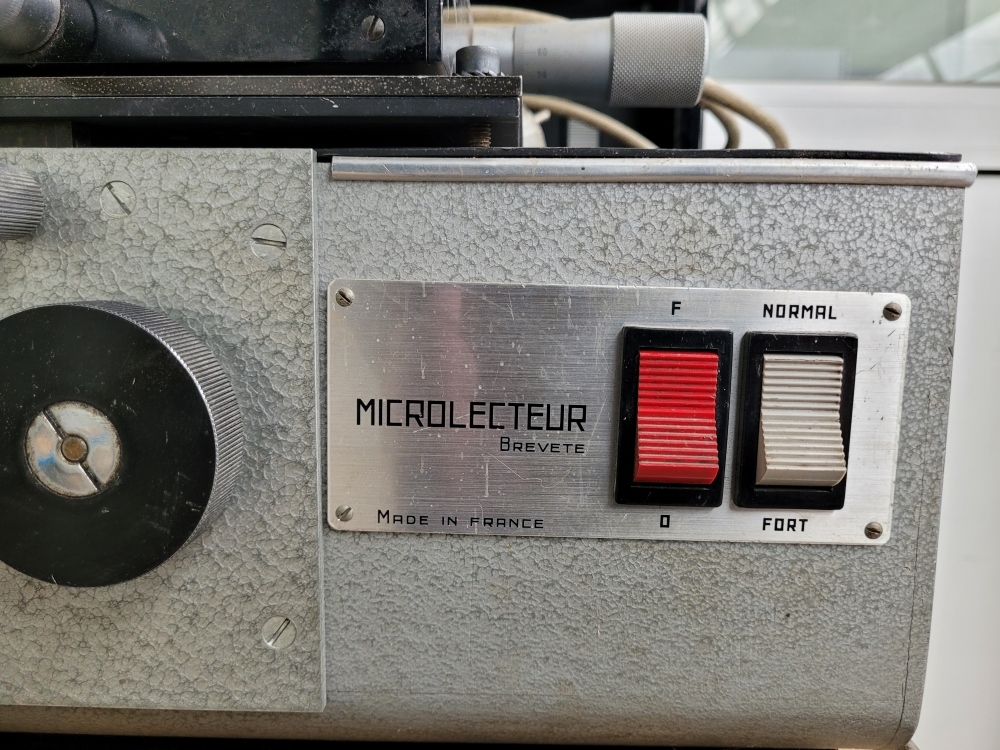 F
NORMAL
MICROLECTEUR
BREVETE
MADE IN FRANCE
O
FORT